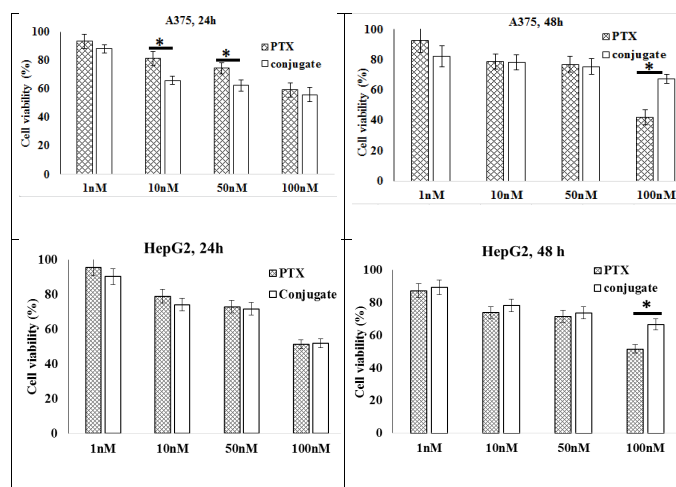 A375, 24h
PTX
conjugate
Cell viability (%)
100
80
60
40
20
0
*
*
1nM 10nM 50nM 100nM
A375, 48h
PTX
conjugate
Cell viability (%)
100
80
60
40
20
0
*
1nM 10nM 50nM 100nM
HepG2, 24h
PTX
Conjugate
Cell viability (%)
100
80
60
40
20
0
1nM 10nM 50nM 100nM
HepG2, 48 h
PTX
conjugate
Cell viability (%)
100
80
60
40
20
0
*
1nM 10nM 50nM 100nM